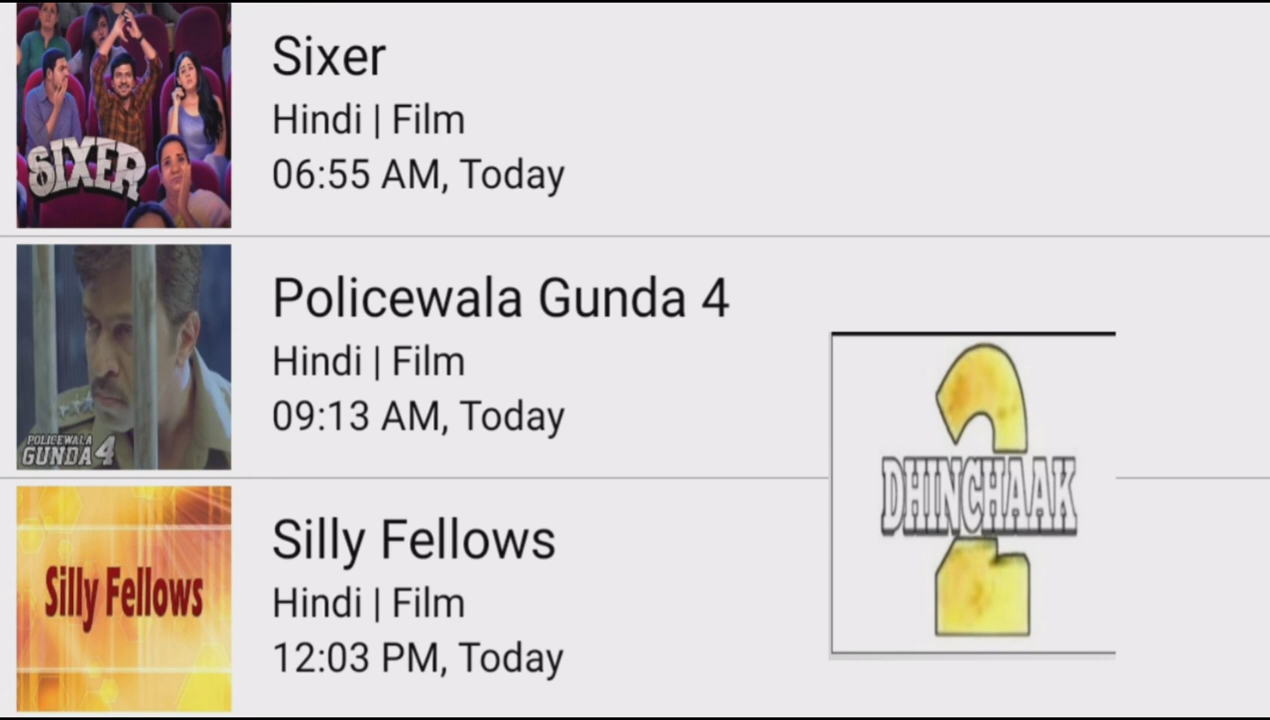 SIXER
Sixer
Hindi | Film
06:55 AM, Today
POLICEWALA
GUNDA 4
Policewala Gunda 4
Hindi | Film
09:13 AM, Today
Silly Fellows
Silly Fellows
Hindi | Film
12:03 PM, Today
2
DHINCHAAK